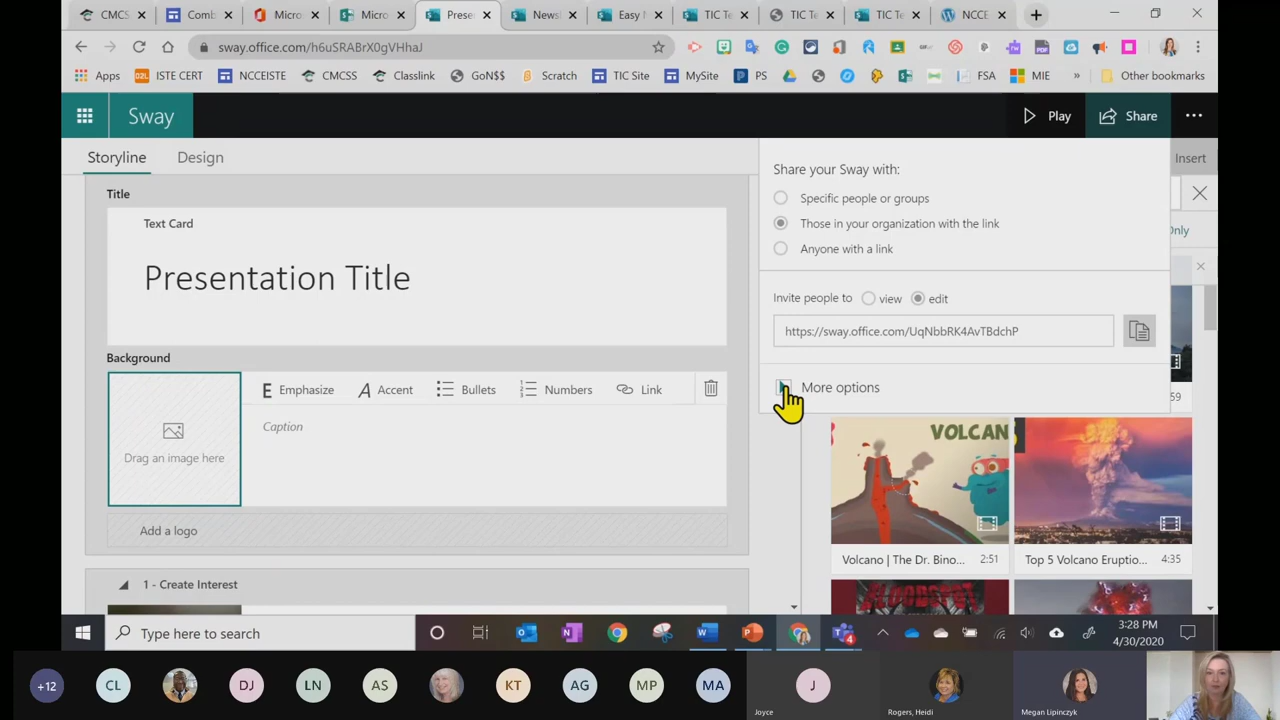 CMCS
Comb
Micro
Micro
Prese
Newsl
Easy M
TIC Te
TIC Te
TIC Te
NCCE
sway.office.com/h6uSRABrX0gVHhaJ
Apps
ISTE CERT
NCCEISTE
CMCSS
Classlink
GoN$$
Scratch
TIC Site
MySite
PS
FSA
MIE
»
Other bookmarks
Sway
Play
Share
Storyline
Design
Insert
Title
Text Card
Presentation Title
Background
Emphasize
Accent
Bullets
Numbers
Link
Drag an image here
Caption
Add a logo
1 - Create Interest
Share your Sway with:
Specific people or groups
Those in your organization with the link
Anyone with a link
Invite people to
view
edit
https://sway.office.com/UqNbbRK4AvTBdchP
More options
Only
59
VOLCAN
Volcano | The Dr. Bino...
2:51
Top 5 Volcano Eruptio...
4:35
BLOODSPOT
Type here to search
3:28 PM
4/30/2020
+12
CL
DJ
LN
AS
KT
AG
MP
MA
J
Joyce
Rogers, Heidi
Megan Lipinczyk